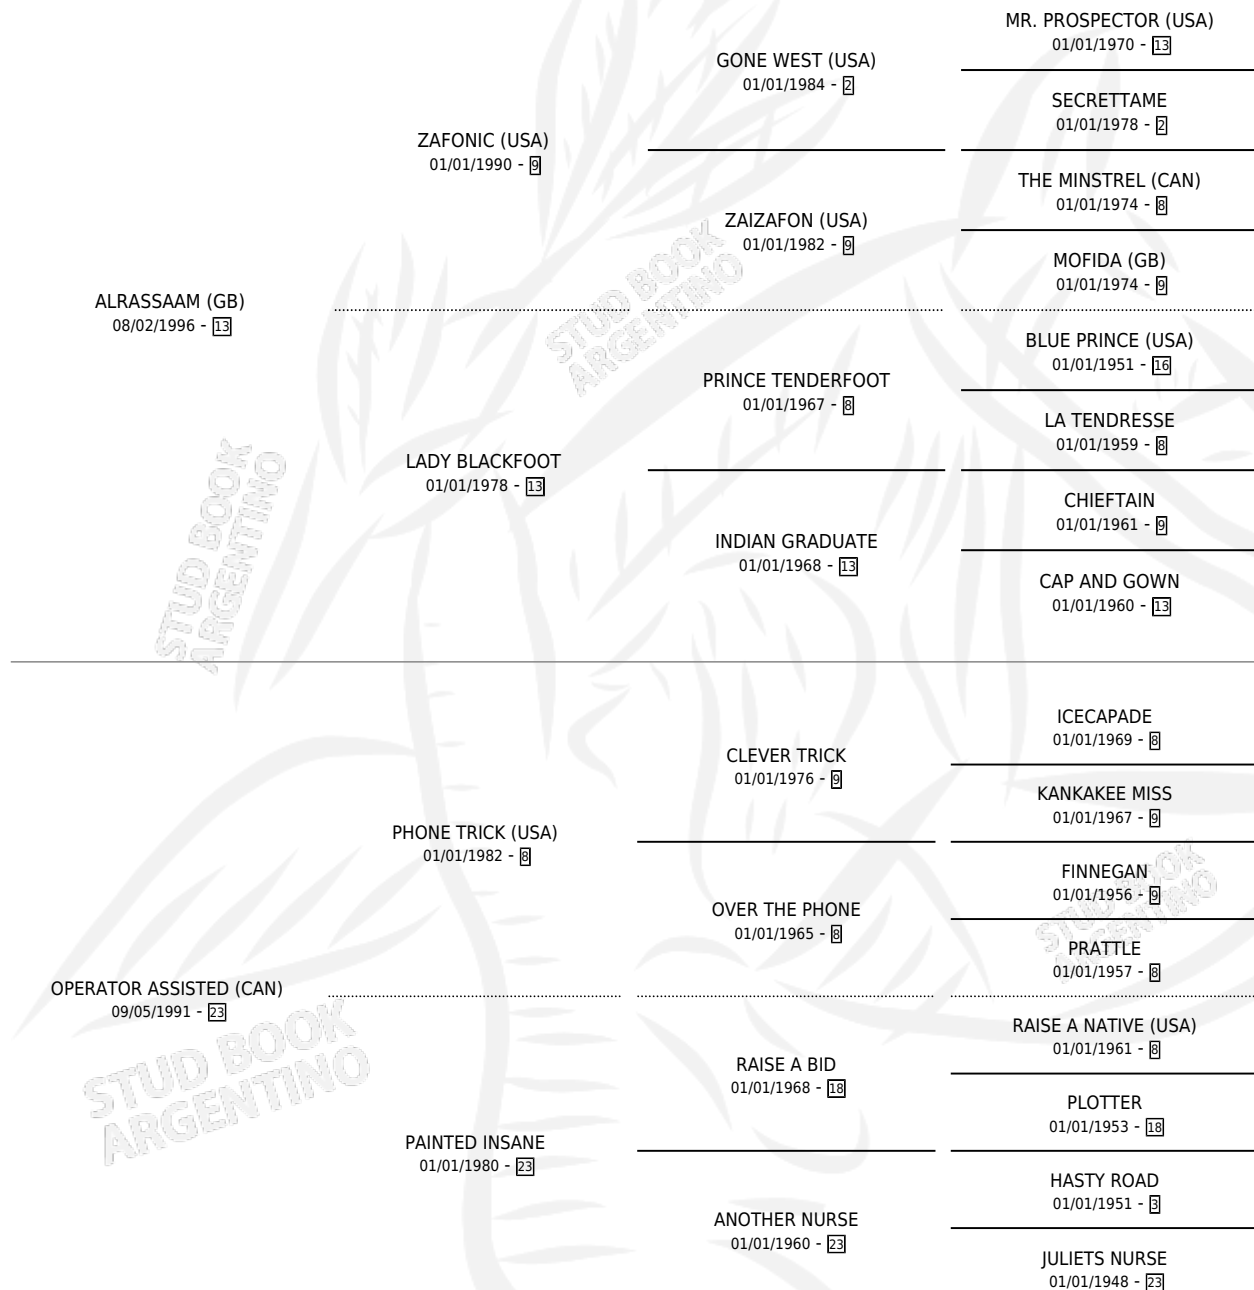 MR. PROSPECTOR (USA)
01/01/1970 - 13
GONE WEST (USA)
01/01/1984 - 2
SECRETTAME
01/01/1978 - 2
ZAFONIC (USA)
01/01/1990 - 9
THE MINSTREL (CAN)
01/01/1974 - 8
ZAIZAFON (USA)
01/01/1982 - 9
MOFIDA (GB)
01/01/1974 - 9
ALRASSAAM (GB)
08/02/1996 - 13
BLUE PRINCE (USA)
01/01/1951 - 16
PRINCE TENDERFOOT
01/01/1967 - 8
LA TENDRESSE
01/01/1959 - 8
LADY BLACKFOOT
01/01/1978 - 13
CHIEFTAIN
01/01/1961 - 9
INDIAN GRADUATE
01/01/1968 - 13
CAP AND GOWN
01/01/1960 - 13
ICECAPADE
01/01/1969 - 8
CLEVER TRICK
01/01/1976 - 9
KANKAKEE MISS
01/01/1967 - 9
PHONE TRICK (USA)
01/01/1982 - 8
FINNEGAN
01/01/1956 - 9
OVER THE PHONE
01/01/1965 - 8
PRATTLE
01/01/1957 - 8
OPERATOR ASSISTED (CAN)
09/05/1991 - 23
RAISE A NATIVE (USA)
01/01/1961 - 8
RAISE A BID
01/01/1968 - 18
PLOTTER
01/01/1953 - 18
PAINTED INSANE
01/01/1980 - 23
HASTY ROAD
01/01/1951 - 3
ANOTHER NURSE
01/01/1960 - 23
JULIETS NURSE
01/01/1948 - 23
STUD BOOK
ARGENTINO
STUD BOOK
ARGENTINO
STUD BOOK
ARGENTINO
STUD BOOK
ARGENTINO